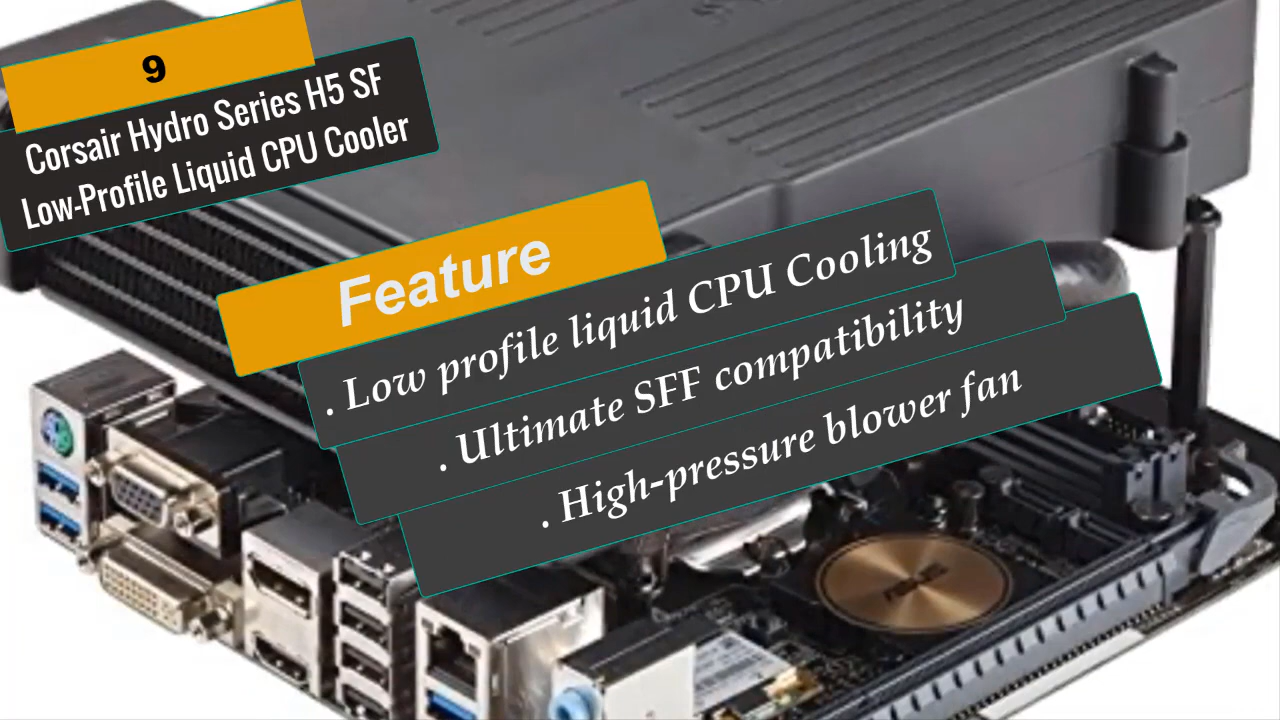 9
Corsair Hydro Series H5 SF
Low-Profile Liquid CPU Cooler
Feature
. Low profile liquid CPU Cooling
. Ultimate SFF compatibility
. High-pressure blower fan